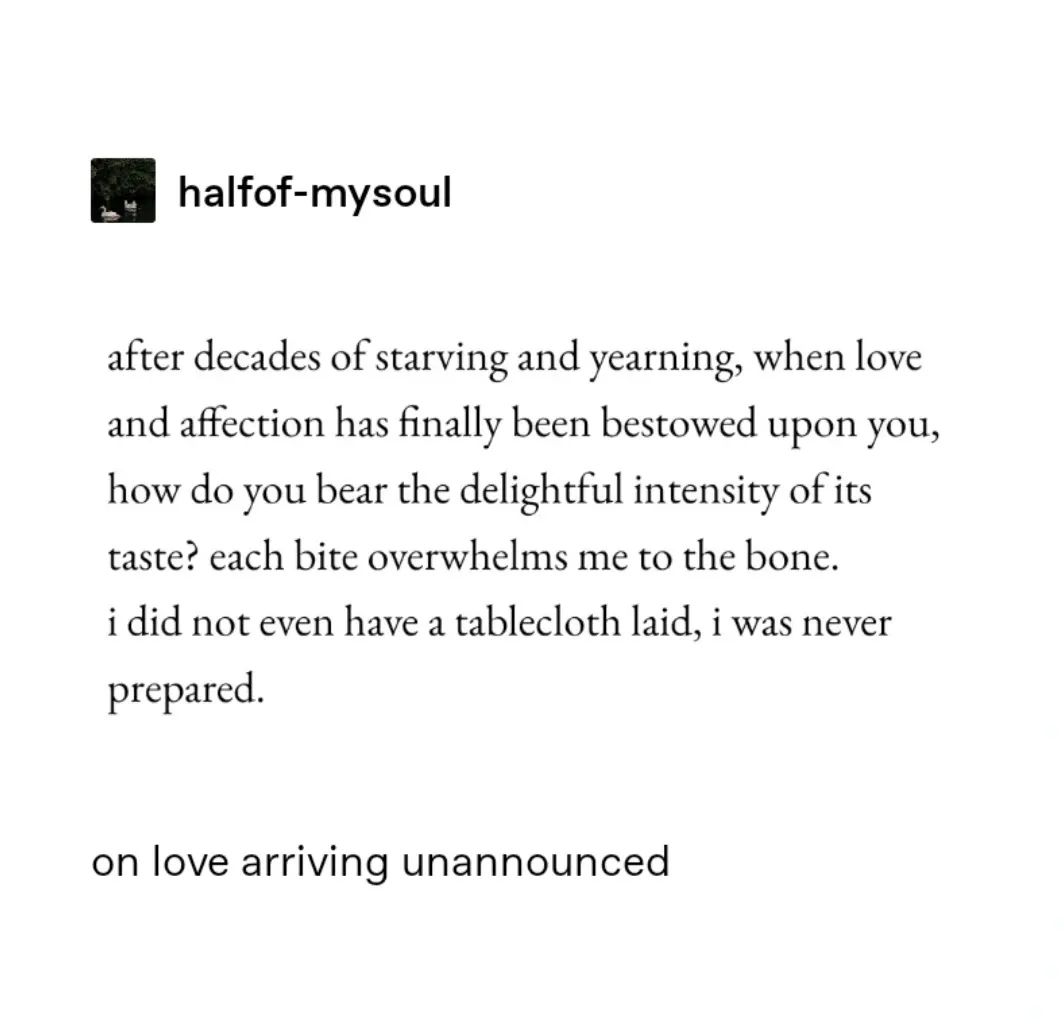 halfof-mysoul
after decades of starving and yearning, when love
and affection has finally been bestowed upon you,
how do you bear the delightful intensity of its
taste? each bite overwhelms me to the bone.
i did not even have a tablecloth laid, i was never
prepared.
on love arriving unannounced